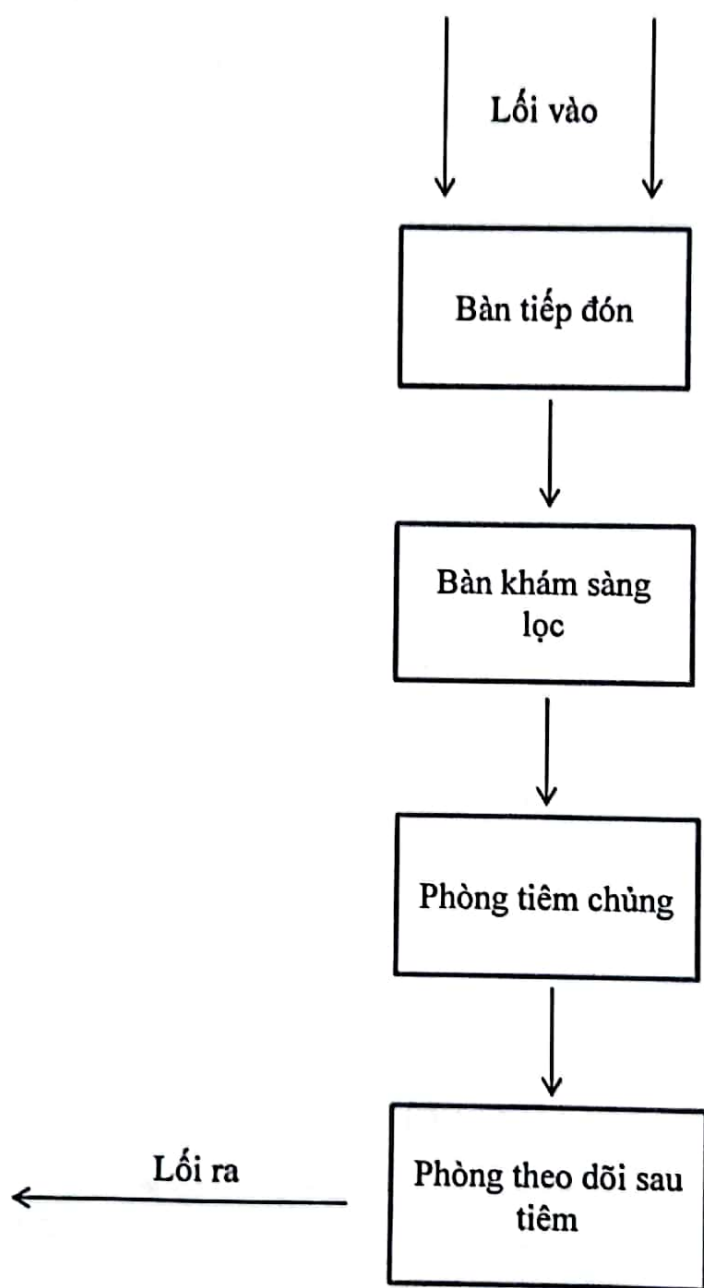 Lối vào
Bàn tiếp đón
Bàn khám sàng
lọc
Phòng tiêm chủng
Lối ra
Phòng theo dõi sau
tiêm